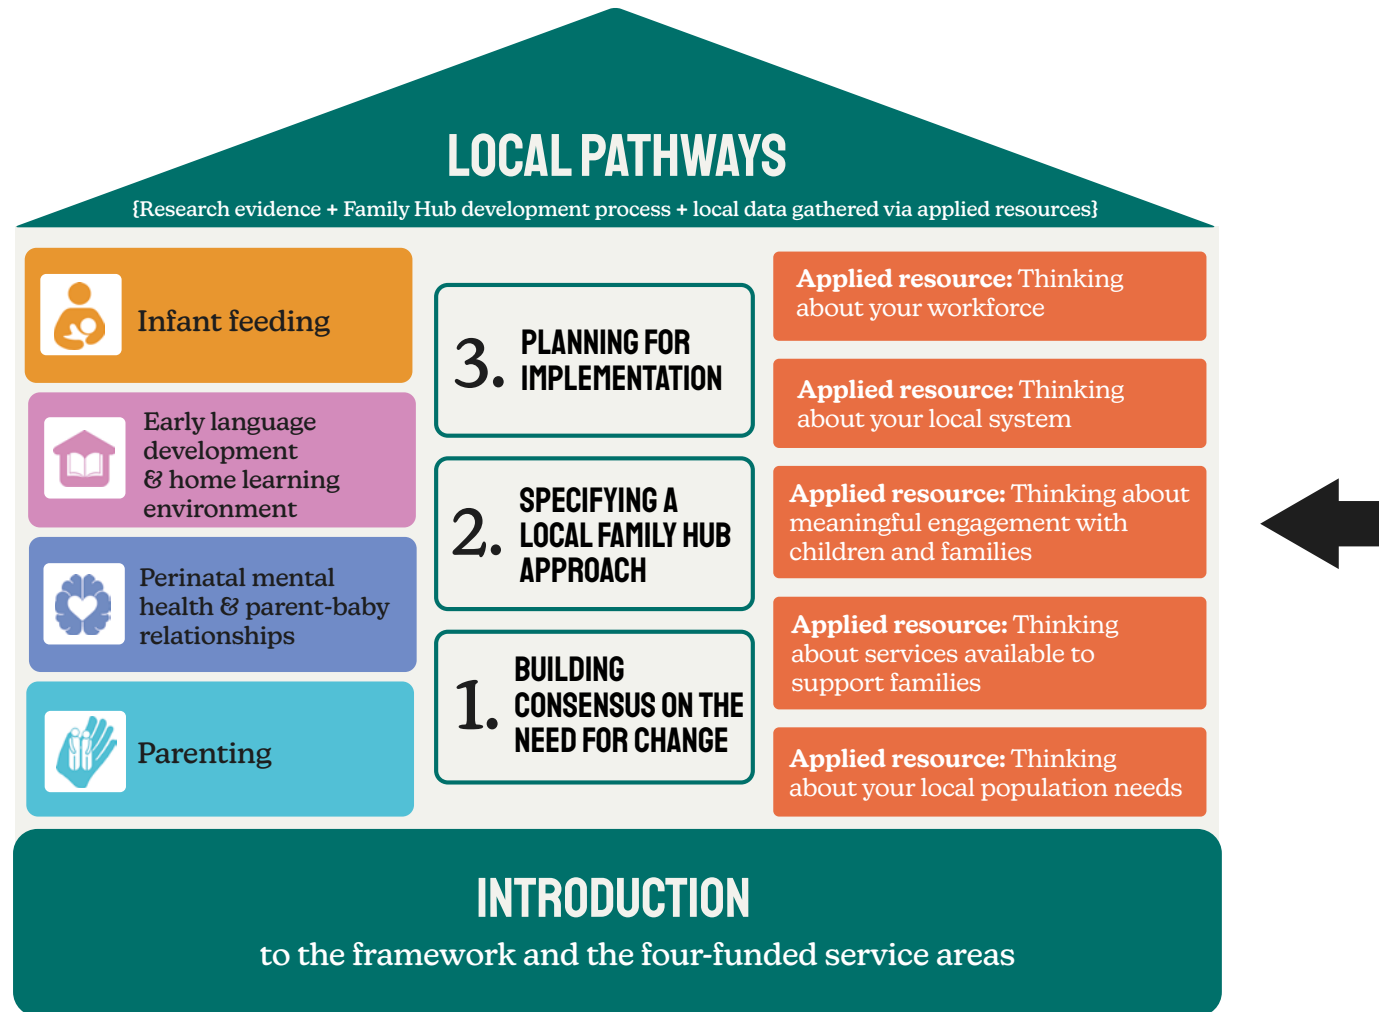 LOCAL PATHWAYS
{Research evidence + Family Hub development process + local data gathered via applied resources}
Infant feeding
Early language
development
& home learning
environment
Perinatal mental
health & parent-baby
relationships
Parenting
3. PLANNING FOR
IMPLEMENTATION
2. SPECIFYING A
LOCAL FAMILY HUB
APPROACH
1. BUILDING
CONSENSUS ON THE
NEED FOR CHANGE
Applied resource: Thinking
about your workforce
Applied resource: Thinking
about your local system
Applied resource: Thinking about
meaningful engagement with
children and families
Applied resource: Thinking
about services available to
support families
Applied resource: Thinking
about your local population needs
INTRODUCTION
to the framework and the four-funded service areas